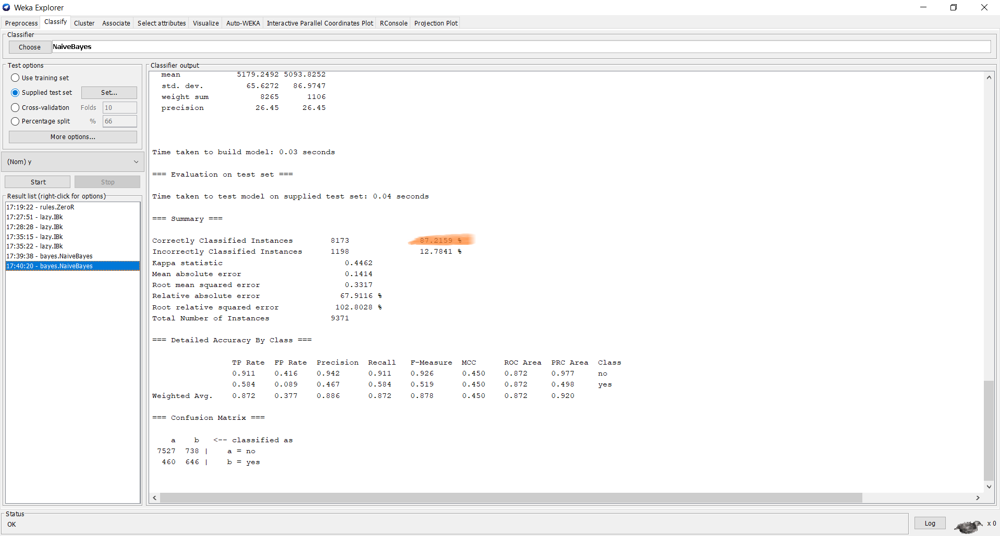 Weka Explorer
Preprocess Classify Cluster Associate Select attributes Visualize Auto-WEKA Interactive Parallel Coordinates Plot RConsole Projection Plot
Classifier
Choose NaiveBayes
Test options
Use training set
Supplied test set Set...
Cross-validation Folds 10
Percentage split % 66
More options...
(Nom) y
Start Stop
Result list (right-click for options)
17:19:22 - rules.ZeroR
17:27:51 - lazy.IBk
17:28:28 - lazy.IBk
17:35:15 - lazy.IBk
17:35:22 - lazy.IBk
17:39:38 - bayes.NaiveBayes
17:40:20 - bayes.NaiveBayes
Classifier output
mean 5179.2492 5093.8252
std. dev. 65.6272 86.9747
weight sum 8265 1106
precision 26.45 26.45
Time taken to build model: 0.03 seconds
=== Evaluation on test set ===
Time taken to test model on supplied test set: 0.04 seconds
=== Summary ===
Correctly Classified Instances 8173 87.2159 %
Incorrectly Classified Instances 1198 12.7841 %
Kappa statistic 0.4462
Mean absolute error 0.1414
Root mean squared error 0.3317
Relative absolute error 67.9116 %
Root relative squared error 102.8028 %
Total Number of Instances 9371
=== Detailed Accuracy By Class ===
TP Rate FP Rate Precision Recall F-Measure MCC ROC Area PRC Area Class
0.911 0.416 0.942 0.911 0.926 0.450 0.872 0.977 no
0.584 0.089 0.467 0.584 0.519 0.450 0.872 0.498 yes
Weighted Avg. 0.872 0.377 0.886 0.872 0.878 0.450 0.872 0.920
=== Confusion Matrix ===
a b <-- classified as
7527 738 | a = no
460 646 | b = yes
Status
OK
Log x 0